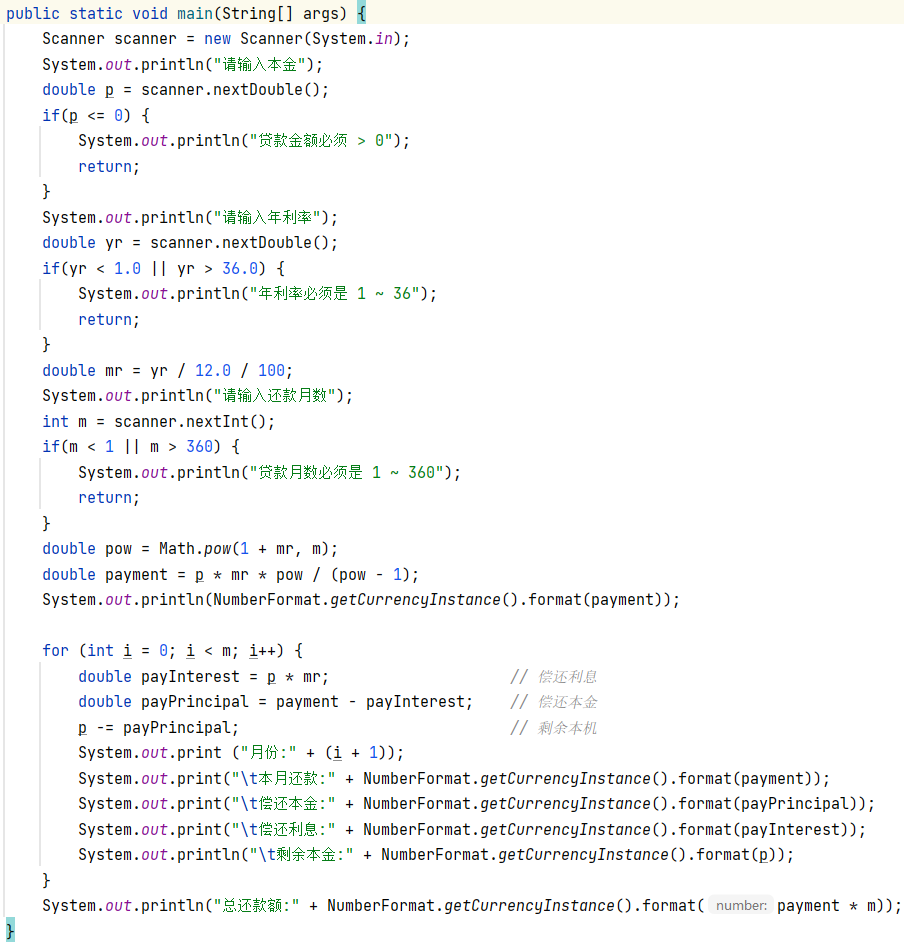 public static void main(String[] args) {
    Scanner scanner = new Scanner(System.in);
    System.out.println("请输入本金");
    double p = scanner.nextDouble();
    if(p <= 0) {
        System.out.println("贷款金额必须 > 0");
        return;
    }
    System.out.println("请输入年利率");
    double yr = scanner.nextDouble();
    if(yr < 1.0 || yr > 36.0) {
        System.out.println("年利率必须是 1 ~ 36");
        return;
    }
    double mr = yr / 12.0 / 100;
    System.out.println("请输入还款月数");
    int m = scanner.nextInt();
    if(m < 1 || m > 360) {
        System.out.println("贷款月数必须是 1 ~ 360");
        return;
    }
    double pow = Math.pow(1 + mr, m);
    double payment = p * mr * pow / (pow - 1);
    System.out.println(NumberFormat.getCurrencyInstance().format(payment));

    for (int i = 0; i < m; i++) {
        double payInterest = p * mr;                    // 偿还利息
        double payPrincipal = payment - payInterest;    // 偿还本金
        p -= payPrincipal;                              // 剩余本机
        System.out.print ("月份:" + (i + 1));
        System.out.print("\t本月还款:" + NumberFormat.getCurrencyInstance().format(payment));
        System.out.print("\t偿还本金:" + NumberFormat.getCurrencyInstance().format(payPrincipal));
        System.out.print("\t偿还利息:" + NumberFormat.getCurrencyInstance().format(payInterest));
        System.out.println("\t剩余本金:" + NumberFormat.getCurrencyInstance().format(p));
    }
    System.out.println("总还款额:" + NumberFormat.getCurrencyInstance().format( number: payment * m));
}